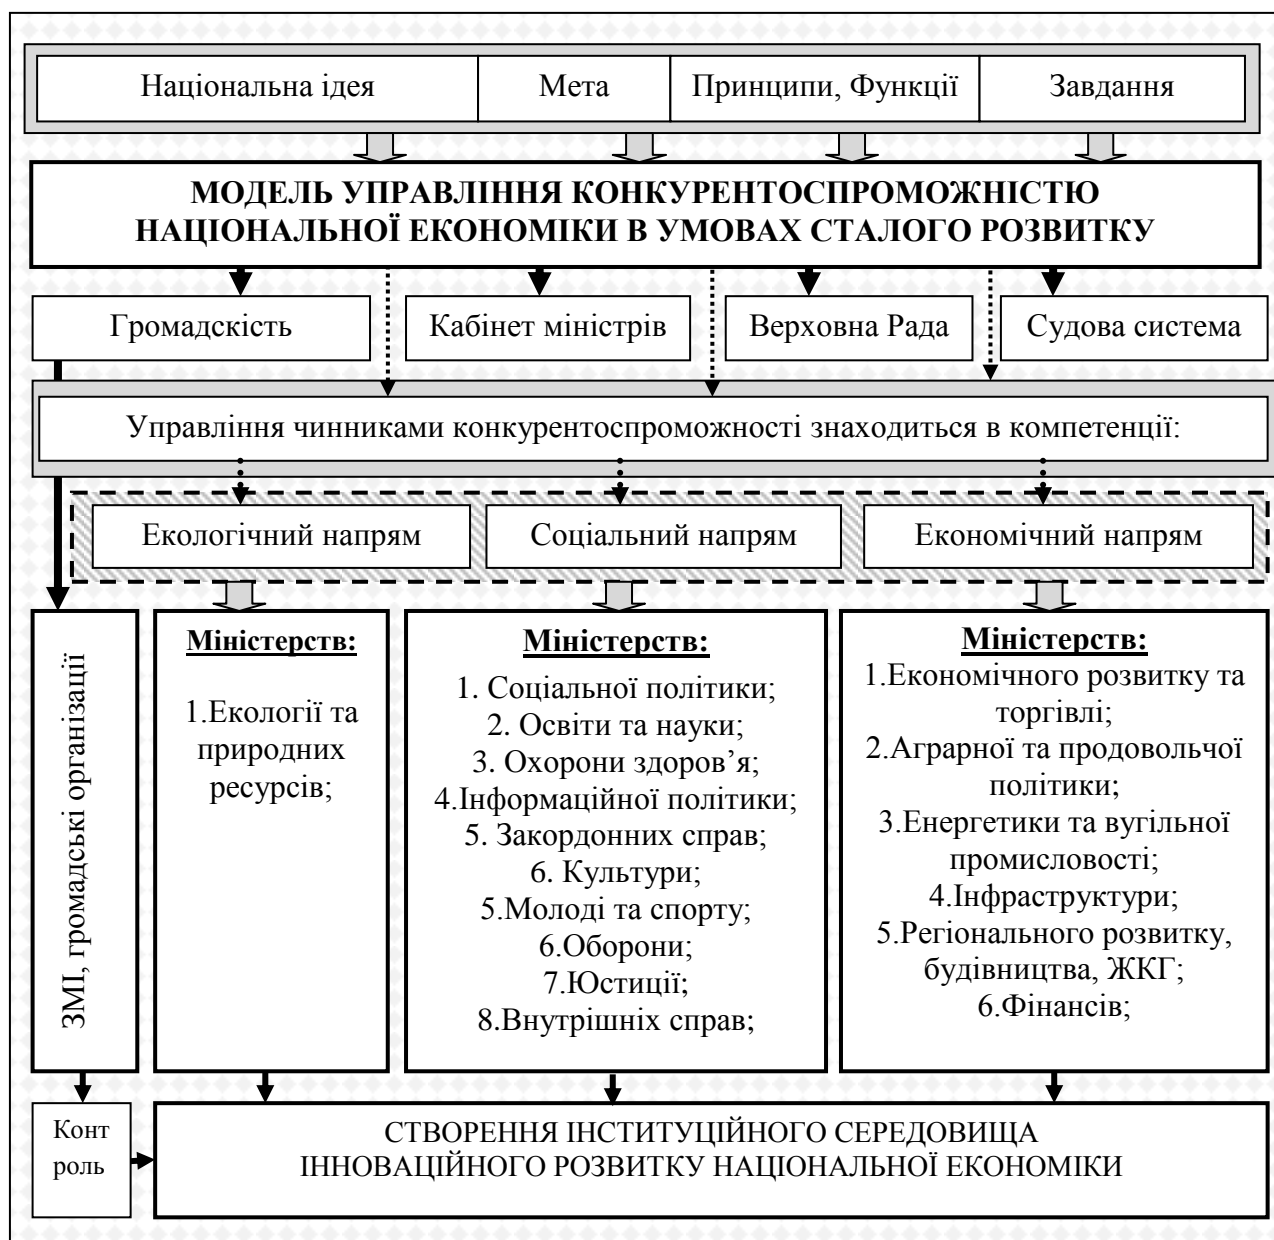 Національна ідея
Мета
Принципи, Функції
Завдання
МОДЕЛЬ УПРАВЛІННЯ КОНКУРЕНТОСПРОМОЖНІСТЮ
НАЦІОНАЛЬНОЇ ЕКОНОМІКИ В УМОВАХ СТАЛОГО РОЗВИТКУ
Громадскість
Кабінет міністрів
Верховна Рада
Судова система
Управління чинниками конкурентоспроможності знаходиться в компетенції:
Екологічний напрям
Соціальний напрям
Економічний напрям
ЗМІ, громадські організації
Міністерств:
1.Екології та
природних
ресурсів;
Міністерств:
1. Соціальної політики;
2. Освіти та науки;
3. Охорони здоров’я;
4.Інформаційної політики;
5. Закордонних справ;
6. Культури;
5.Молоді та спорту;
6.Оборони;
7.Юстиції;
8.Внутрішніх справ;
Міністерств:
1.Економічного розвитку та
торгівлі;
2.Аграрної та продовольчої
політики;
3.Енергетики та вугільної
промисловості;
4.Інфраструктури;
5.Регіонального розвитку,
будівництва, ЖКГ;
6.Фінансів;
Конт
роль
СТВОРЕННЯ ІНСТИТУЦІЙНОГО СЕРЕДОВИЩА
ІННОВАЦІЙНОГО РОЗВИТКУ НАЦІОНАЛЬНОЇ ЕКОНОМІКИ